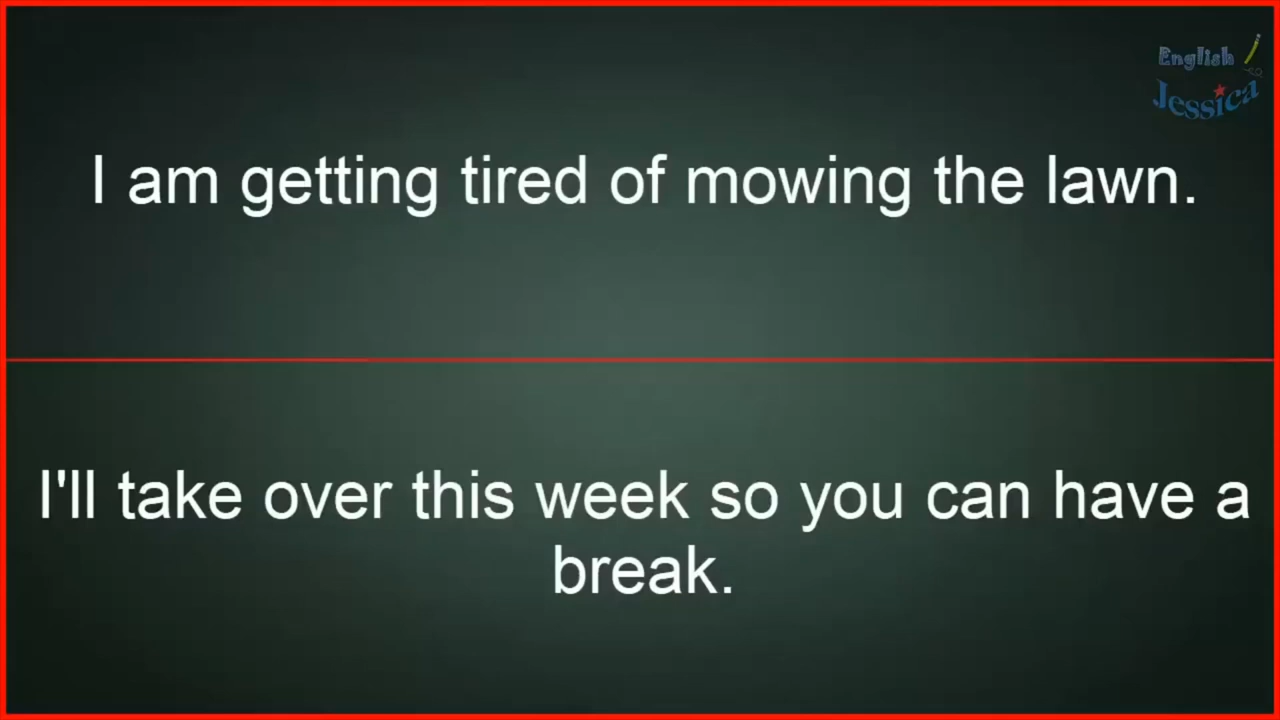 English
Jessica
I am getting tired of mowing the lawn.
I'll take over this week so you can have a
break.